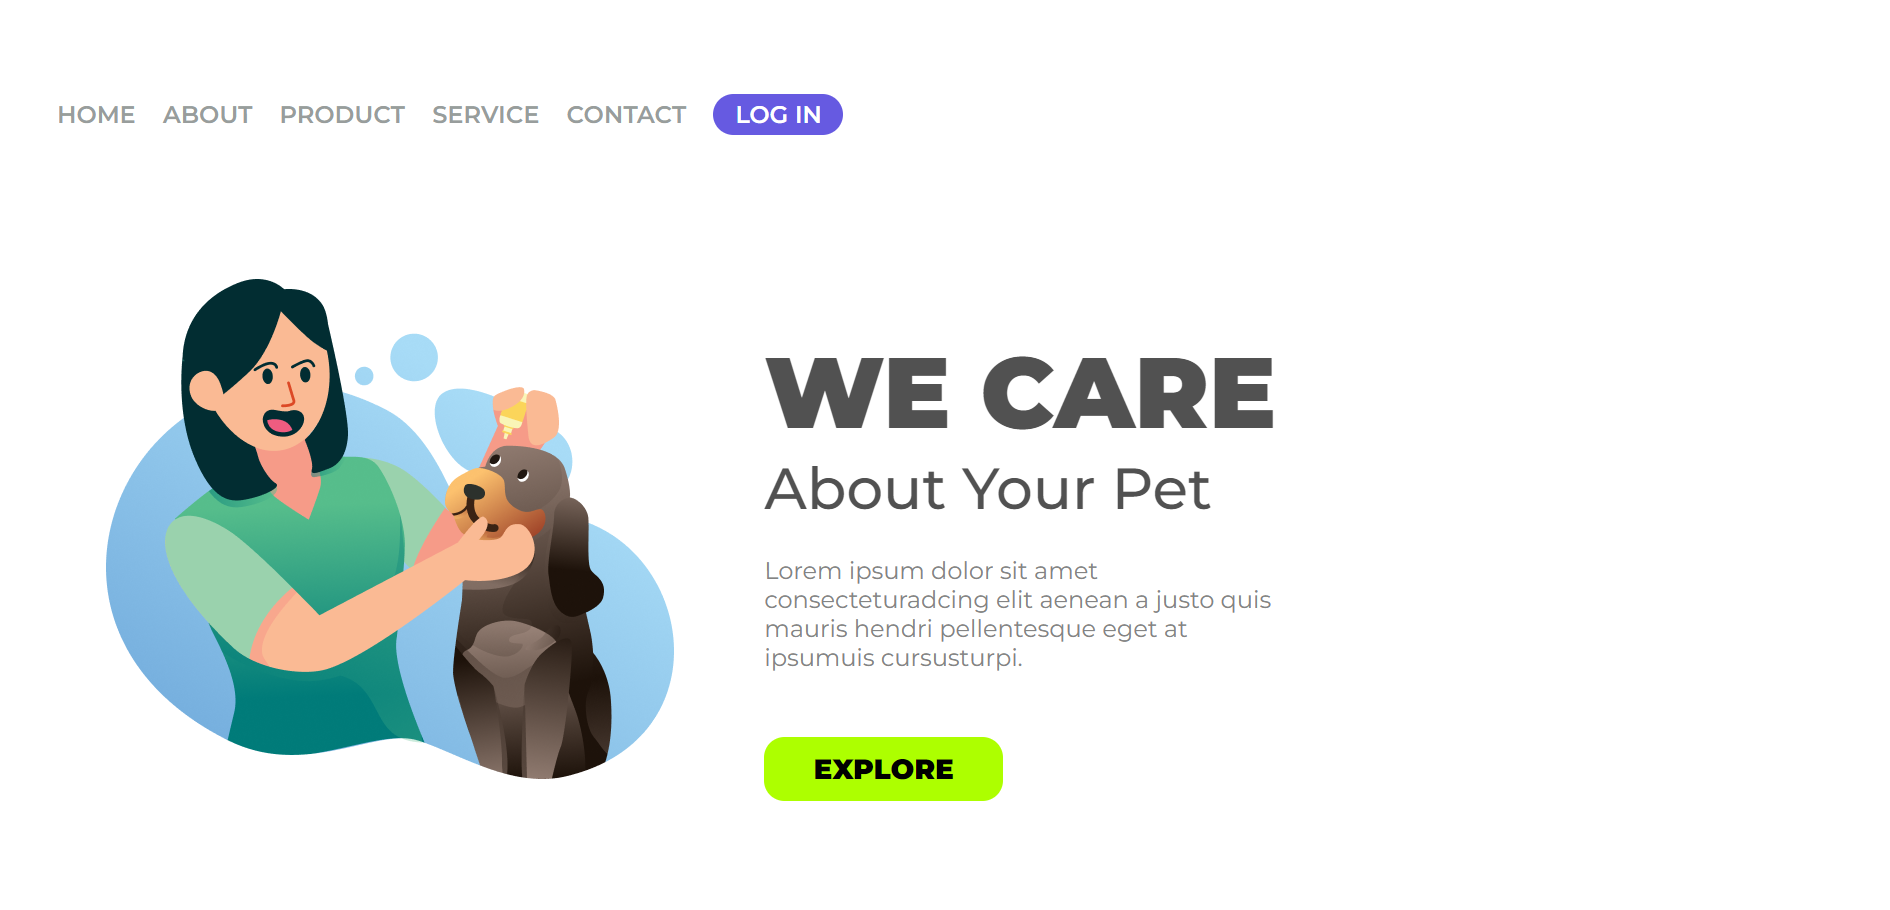 HOME ABOUT PRODUCT SERVICE CONTACT LOG IN
WE CARE
About Your Pet
Lorem ipsum dolor sit amet
consecteturadcing elit aenean a justo quis
mauris hendri pellentesque eget at
ipsumuis cursusturpi.
EXPLORE